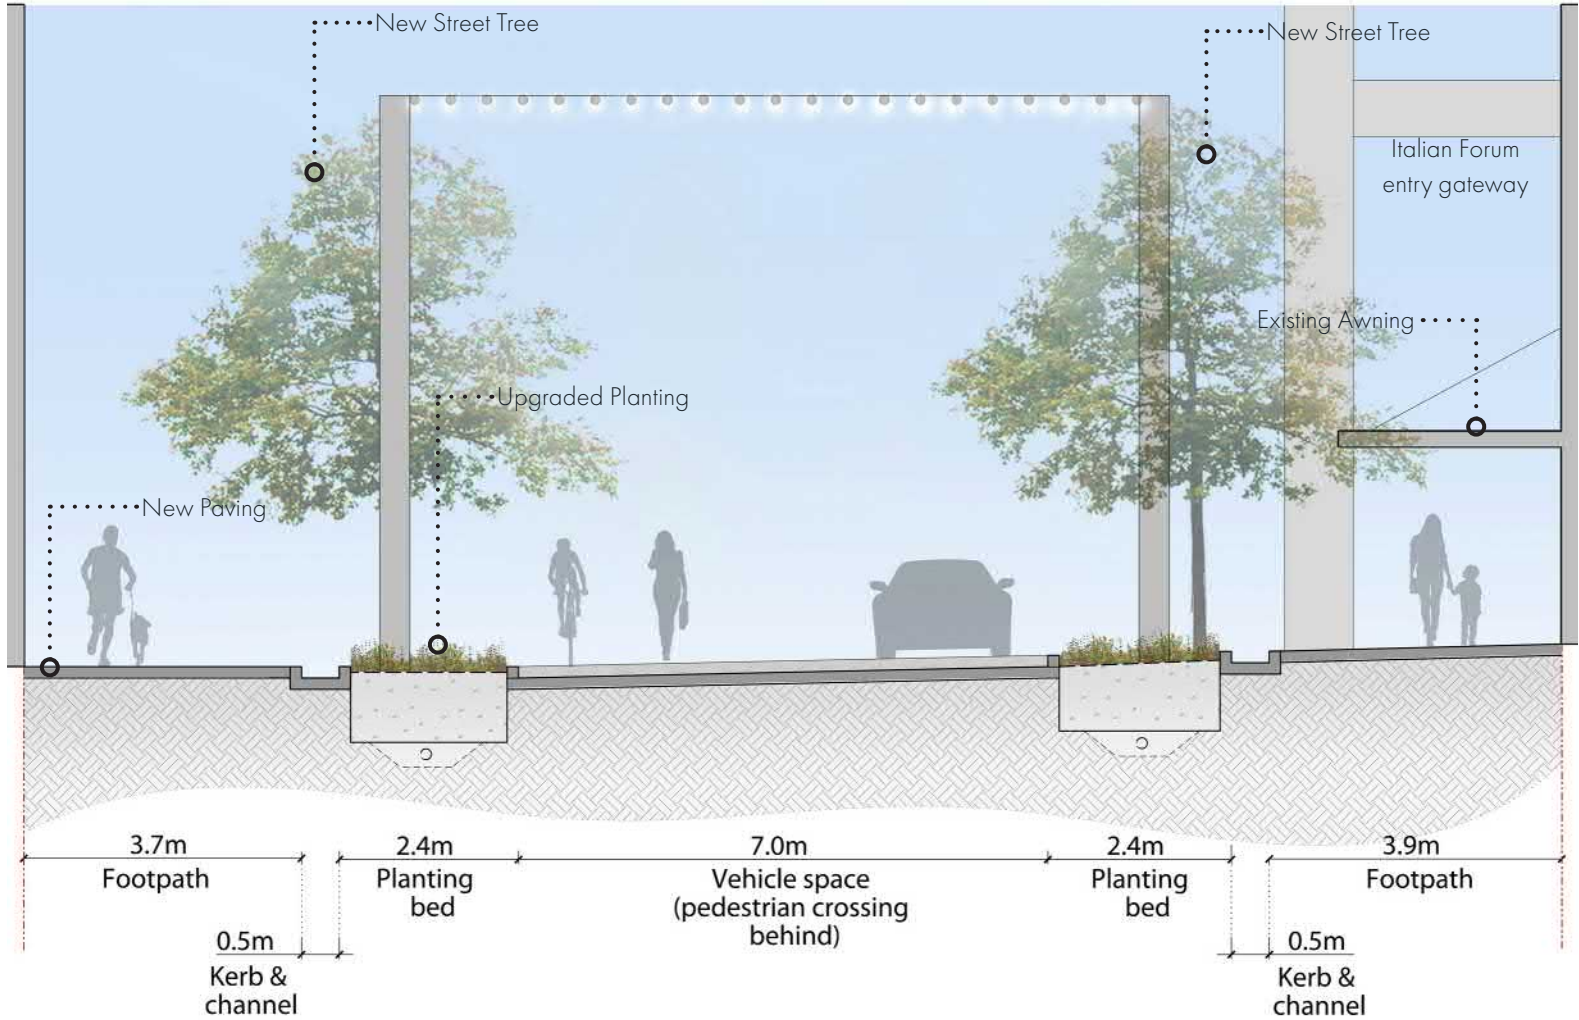 New Street Tree
New Street Tree
Italian Forum
entry gateway
Existing Awning
Upgraded Planting
New Paving
3.7m
2.4m
7.0m
2.4m
3.9m
Footpath
Planting
bed
Vehicle space
(pedestrian crossing
behind)
Planting
bed
Footpath
0.5m
Kerb &
channel
0.5m
Kerb &
channel